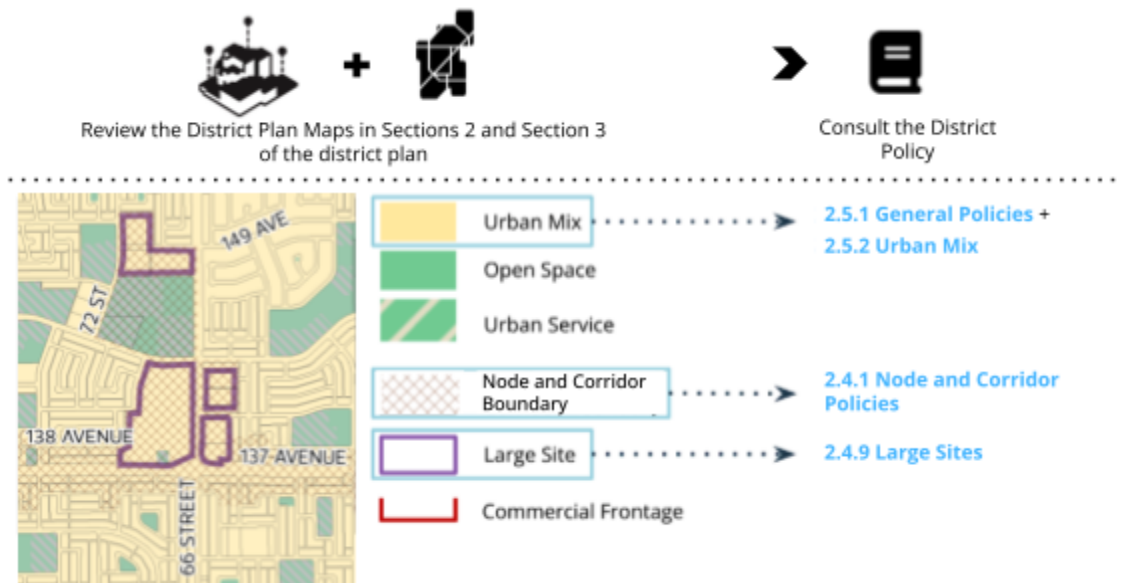 Review the District Plan Maps in Sections 2 and Section 3
of the district plan
Consult the District
Policy
149 AVE
72 ST
138 AVENUE
137 AVENUE
66 STREET
Urban Mix
Open Space
Urban Service
Node and Corridor
Boundary
Large Site
Commercial Frontage
2.5.1 General Policies +
2.5.2 Urban Mix
2.4.1 Node and Corridor
Policies
2.4.9 Large Sites